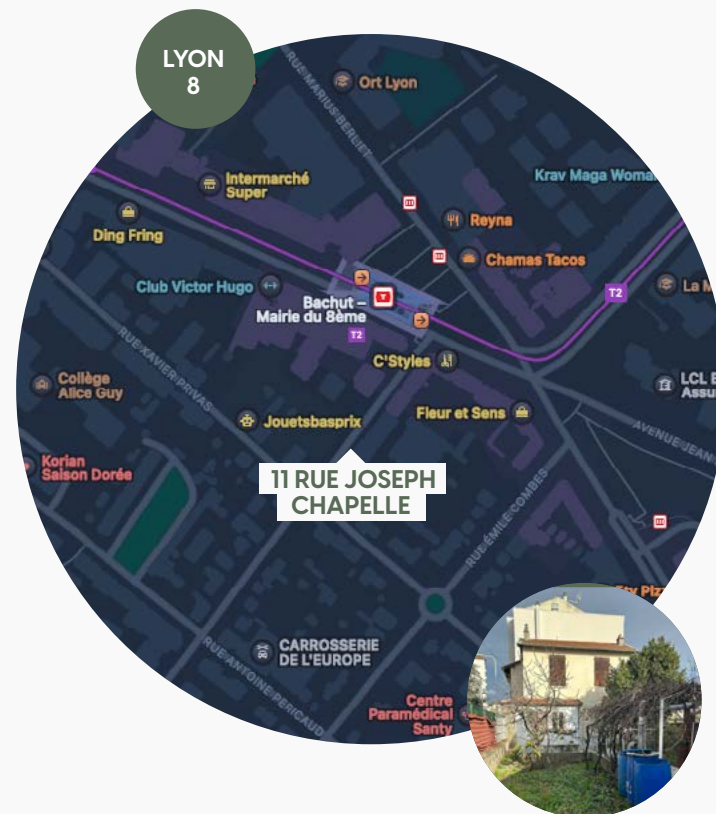 LYON
8
RUE MARIUS BERLIET
Ort Lyon
Intermarché
Super
Krav Maga Woma
Ding Fring
Reyna
Chamas Tacos
Club Victor Hugo
Bachut –
Mairie du 8ème
T2
T2
La M
C'Styles
RUE XAVIER PRIVAS
Collège
Alice Guy
LCL B
Assu
Jouetsbasprix
Fleur et Sens
AVENUE JEAN
Korian
Saison Dorée
11 RUE JOSEPH
CHAPELLE
RUE ÉMILE COMBES
CARROSSERIE
DE L'EUROPE
RUE ANTOINE PÉRICAUD
Centre
Paramédical
Santy